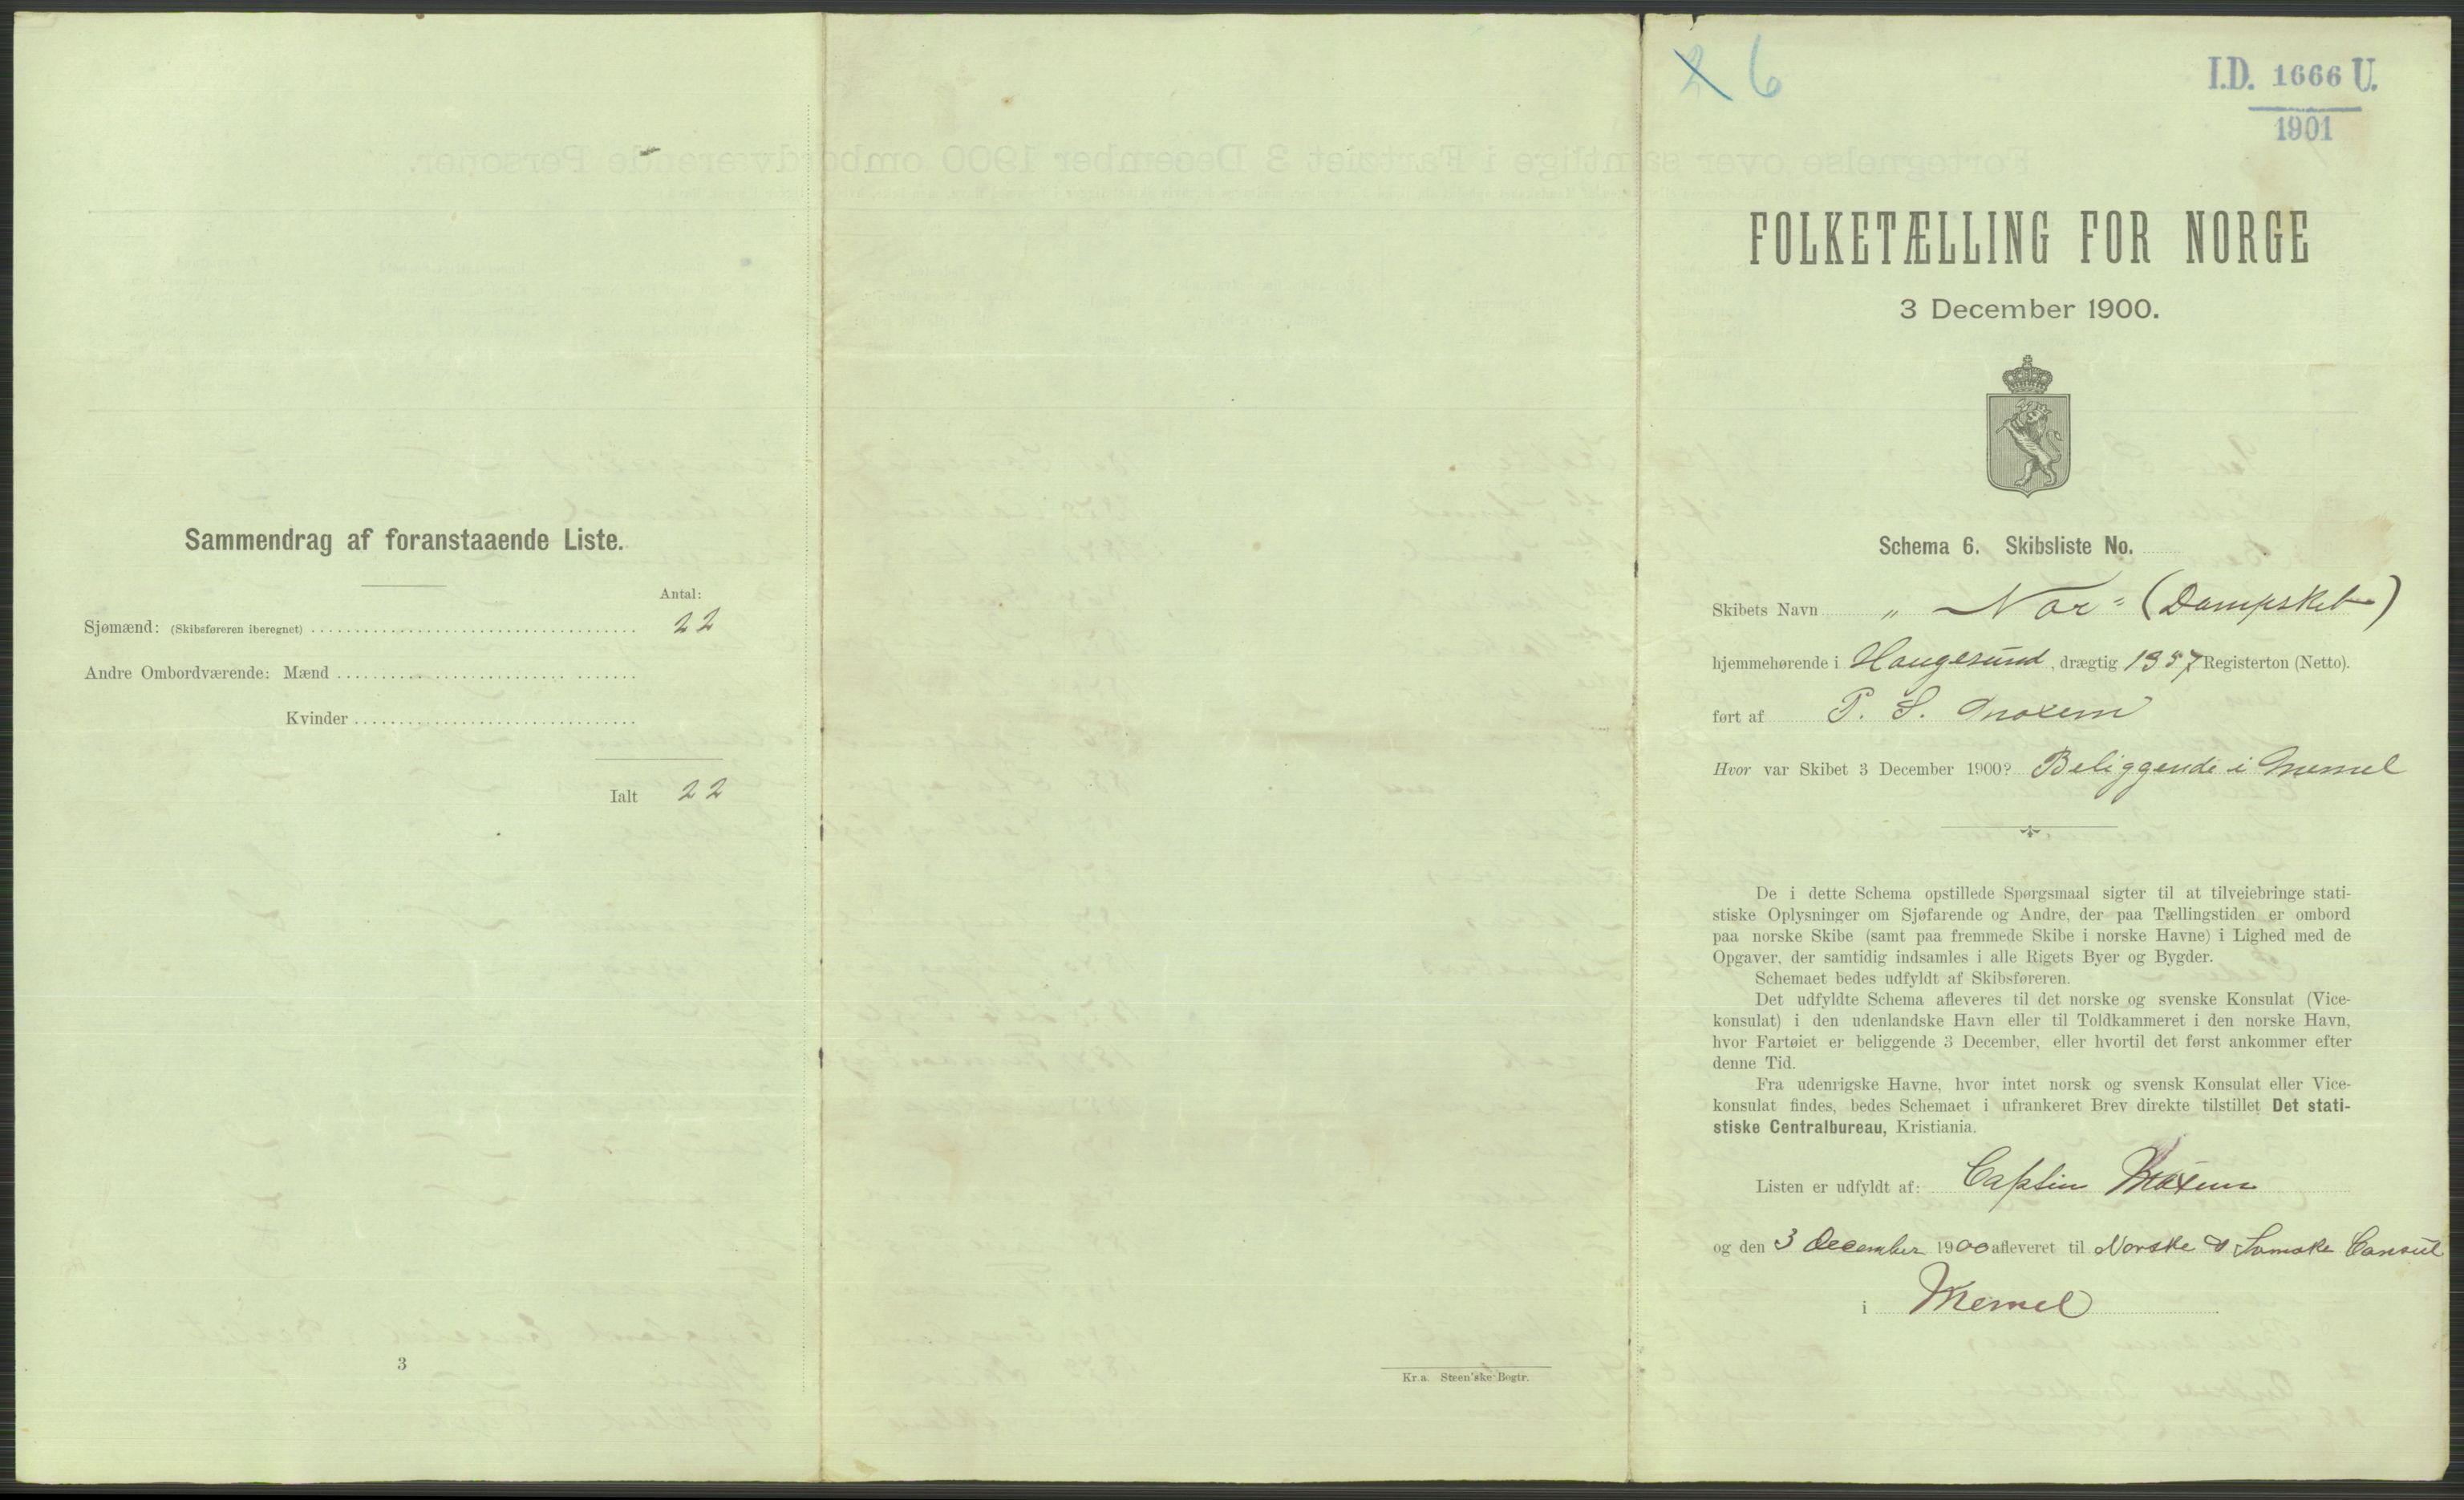 Sammendrag af foranstaaende Liste.
Antal:
Sjømænd: (Skibsføreren iberegnet) 22
Andre Ombordværende: Mænd
Kvinder
Ialt 22
3
Kr.a. Steen'ske Bogtr.
2 6
I.D. 1666 U.
1901
FOLKETÆLLING FOR NORGE
3 December 1900.
Schema 6. Skibsliste No.
Skibets Navn „Nor" (Dampskib)
hjemmehørende i Haugesund, drægtig 1357 Registerton (Netto).
ført af P. S.
Hvor var Skibet 3 December 1900? Beliggende i Memel
De i dette Schema opstillede Spørgsmaal sigter til at tilveiebringe stati-
stiske Oplysninger om Sjøfarende og Andre, der paa Tællingstiden er ombord
paa norske Skibe (samt paa fremmede Skibe i norske Havne) i Lighed med de
Opgaver, der samtidig indsamles i alle Rigets Byer og Bygder.
Schemaet bedes udfyldt af Skibsføreren.
Det udfyldte Schema afleveres til det norske og svenske Konsulat (Vice-
konsulat) i den udenlandske Havn eller til Toldkammeret i den norske Havn,
hvor Fartøiet er beliggende 3 December, eller hvortil det først ankommer efter
denne Tid.
Fra udenrigske Havne, hvor intet norsk og svensk Konsulat eller Vice-
konsulat findes, bedes Schemaet i ufrankeret Brev direkte tilstillet Det stati-
stiske Centralbureau, Kristiania.
Listen er udfyldt af: Captin
og den 3 December 1900 afleveret til Norske & Svenske Consul
i Memel